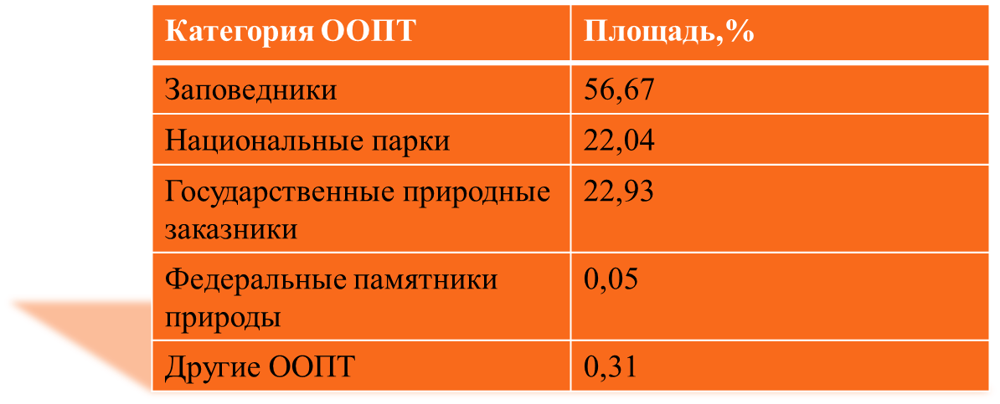 Категория ООПТ
Площадь,%
Заповедники
56,67
Национальные парки
22,04
Государственные природные
заказники
22,93
Федеральные памятники
природы
0,05
Другие ООПТ
0,31